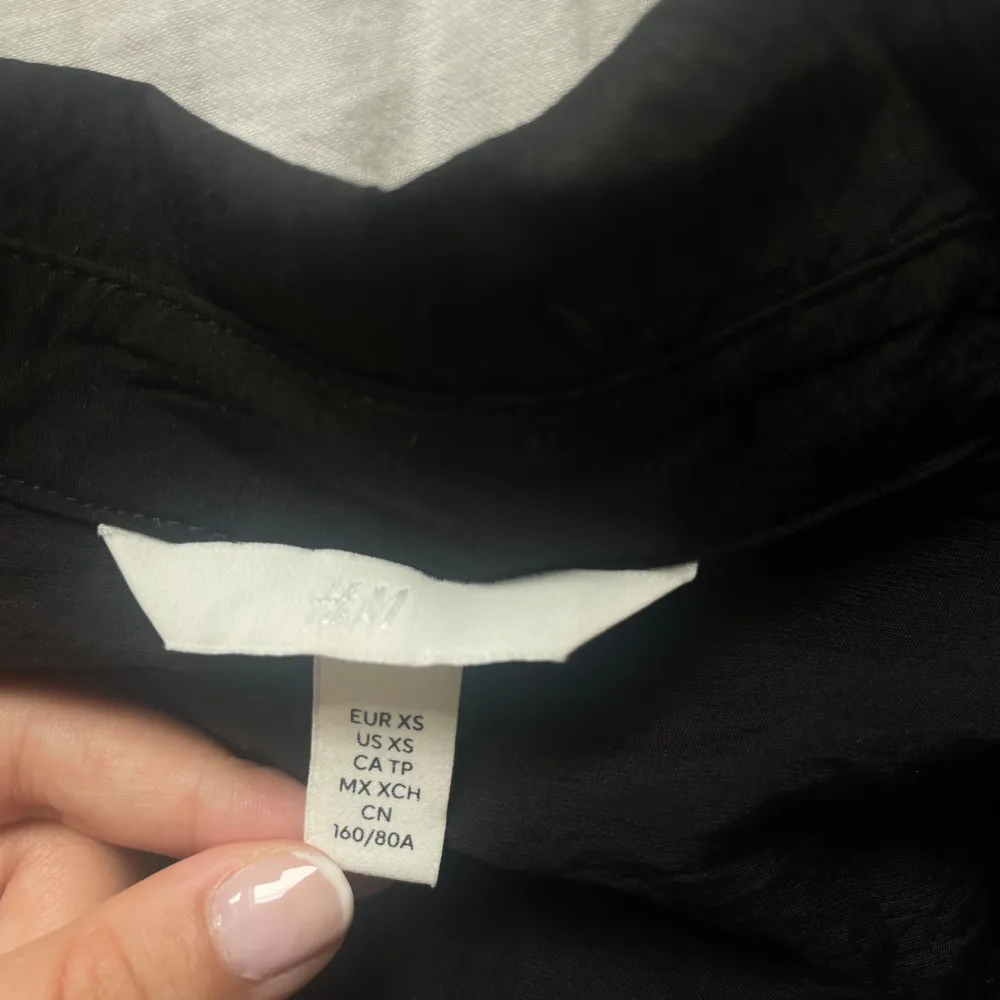 H&M
EUR XS
US XS
CA TP
MX XCH
CN
160/80A